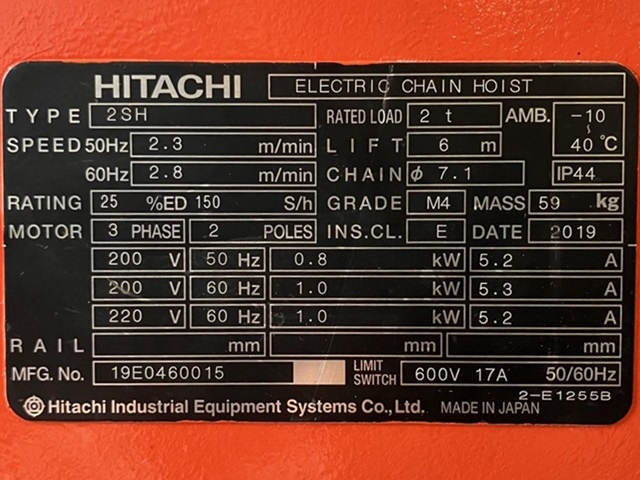 HITACHI ELECTRIC CHAIN HOIST
TYPE 2SH RATED LOAD 2 t AMB. -10
SPEED 50Hz 2.3 m/min LIFT 6 m ~ 40 °C
60Hz 2.8 m/min CHAIN φ 7.1 IP44
RATING 25 %ED 150 S/h GRADE M4 MASS 59 kg
MOTOR 3 PHASE 2 POLES INS.CL. E DATE 2019
200 V 50 Hz 0.8 kW 5.2 A
200 V 60 Hz 1.0 kW 5.3 A
220 V 60 Hz 1.0 kW 5.2 A
RAIL mm mm mm
MFG. No. 19E0460015 LIMIT SWITCH 600V 17A 50/60Hz
2-E1255B
Hitachi Industrial Equipment Systems Co., Ltd. MADE IN JAPAN